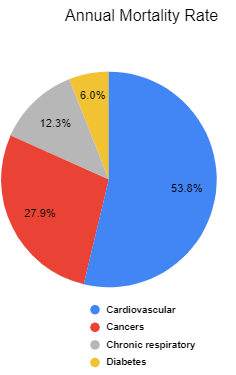 Annual Mortality Rate
6.0%
12.3%
53.8%
27.9%
Cardiovascular
Cancers
Chronic respiratory
Diabetes